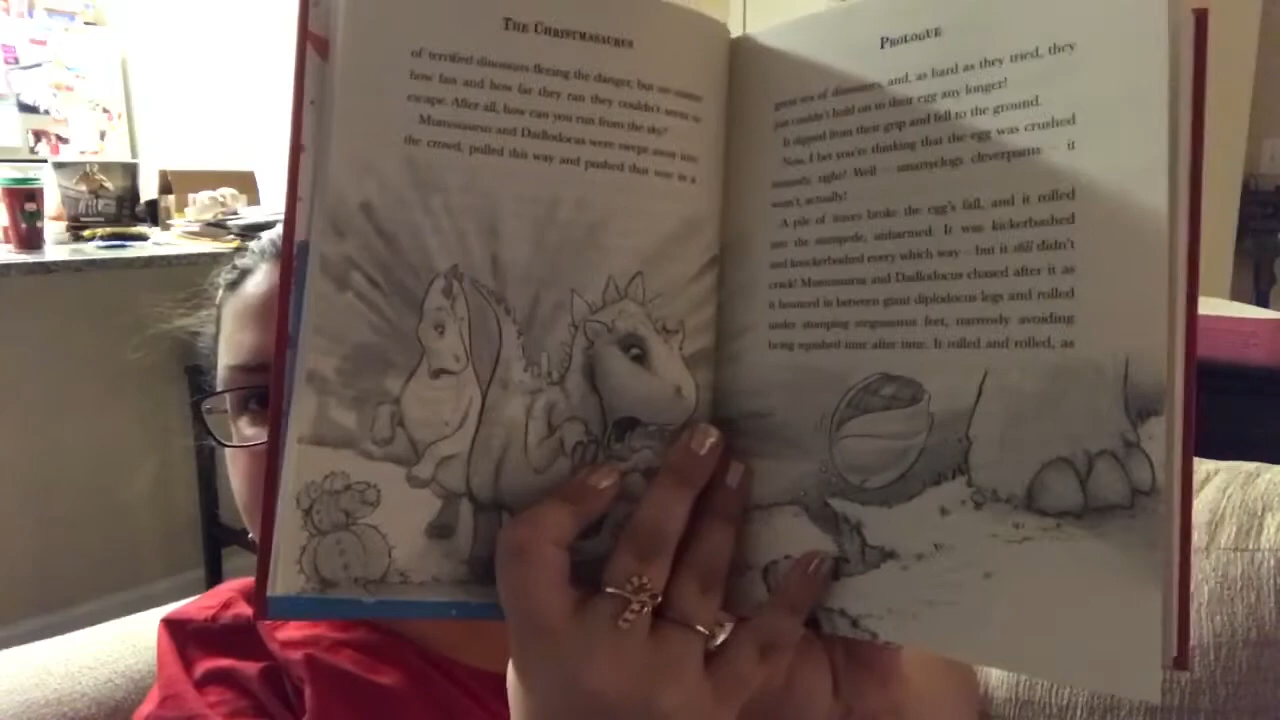 THE CHRISTMASAURUS
of terrified dinosaurs fleeing the danger, but no matter
how fast and how far they ran they couldn't seem to
escape. After all, how can you run from the sky?
Mumosaurus and Dadlodocus were swept away into
the crowd, pulled this way and pushed that way in a
PROLOGUE
great sea of dinosaurs, and, as hard as they tried, they
just couldn't hold on to their egg any longer!
It slipped from their grip and fell to the ground.
Now, I bet you're thinking that the egg was crushed
instantly, right? Well – smartyclogs cleverpants – it
wasn't, actually!
A pile of leaves broke the egg's fall, and it rolled
into the stampede, unharmed. It was kickerbashed
and knockerbashed every which way – but it still didn't
crack! Mumosaurus and Dadlodocus chased after it as
it bounced in between giant diplodocus legs and rolled
under stomping stegosaurus feet, narrowly avoiding
being squashed time after time. It rolled and rolled, as